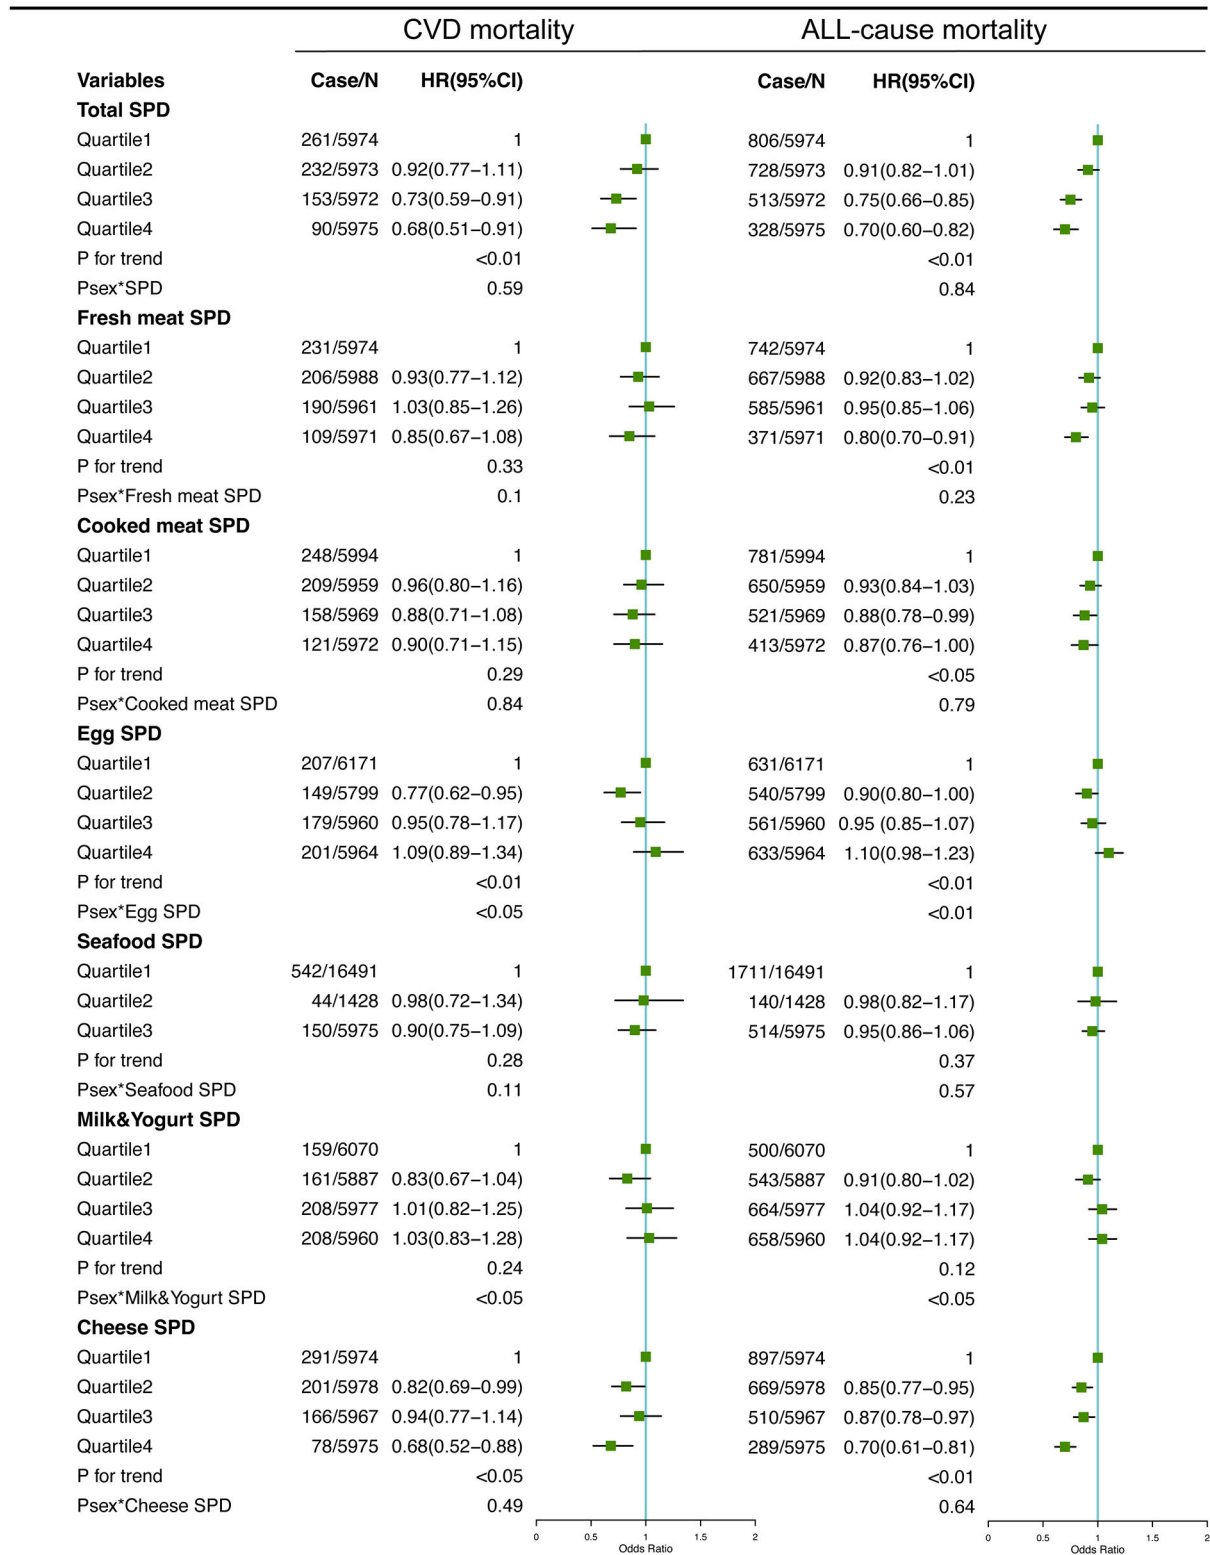 CVD mortality ALL-cause mortality
Variables Case/N HR(95%CI) Case/N HR(95%CI)
Total SPD
Quartile1 261/5974 1 806/5974 1
Quartile2 232/5973 0.92(0.77–1.11) 728/5973 0.91(0.82–1.01)
Quartile3 153/5972 0.73(0.59–0.91) 513/5972 0.75(0.66–0.85)
Quartile4 90/5975 0.68(0.51–0.91) 328/5975 0.70(0.60–0.82)
P for trend <0.01 <0.01
Psex*SPD 0.59 0.84
Fresh meat SPD
Quartile1 231/5974 1 742/5974 1
Quartile2 206/5988 0.93(0.77–1.12) 667/5988 0.92(0.83–1.02)
Quartile3 190/5961 1.03(0.85–1.26) 585/5961 0.95(0.85–1.06)
Quartile4 109/5971 0.85(0.67–1.08) 371/5971 0.80(0.70–0.91)
P for trend 0.33 <0.01
Psex*Fresh meat SPD 0.1 0.23
Cooked meat SPD
Quartile1 248/5994 1 781/5994 1
Quartile2 209/5959 0.96(0.80–1.16) 650/5959 0.93(0.84–1.03)
Quartile3 158/5969 0.88(0.71–1.08) 521/5969 0.88(0.78–0.99)
Quartile4 121/5972 0.90(0.71–1.15) 413/5972 0.87(0.76–1.00)
P for trend 0.29 <0.05
Psex*Cooked meat SPD 0.84 0.79
Egg SPD
Quartile1 207/6171 1 631/6171 1
Quartile2 149/5799 0.77(0.62–0.95) 540/5799 0.90(0.80–1.00)
Quartile3 179/5960 0.95(0.78–1.17) 561/5960 0.95 (0.85–1.07)
Quartile4 201/5964 1.09(0.89–1.34) 633/5964 1.10(0.98–1.23)
P for trend <0.01 <0.01
Psex*Egg SPD <0.05 <0.01
Seafood SPD
Quartile1 542/16491 1 1711/16491 1
Quartile2 44/1428 0.98(0.72–1.34) 140/1428 0.98(0.82–1.17)
Quartile3 150/5975 0.90(0.75–1.09) 514/5975 0.95(0.86–1.06)
P for trend 0.28 0.37
Psex*Seafood SPD 0.11 0.57
Milk&Yogurt SPD
Quartile1 159/6070 1 500/6070 1
Quartile2 161/5887 0.83(0.67–1.04) 543/5887 0.91(0.80–1.02)
Quartile3 208/5977 1.01(0.82–1.25) 664/5977 1.04(0.92–1.17)
Quartile4 208/5960 1.03(0.83–1.28) 658/5960 1.04(0.92–1.17)
P for trend 0.24 0.12
Psex*Milk&Yogurt SPD <0.05 <0.05
Cheese SPD
Quartile1 291/5974 1 897/5974 1
Quartile2 201/5978 0.82(0.69–0.99) 669/5978 0.85(0.77–0.95)
Quartile3 166/5967 0.94(0.77–1.14) 510/5967 0.87(0.78–0.97)
Quartile4 78/5975 0.68(0.52–0.88) 289/5975 0.70(0.61–0.81)
P for trend <0.05 <0.01
Psex*Cheese SPD 0.49 0.64
0 0.5 1 1.5 2 0 0.5 1 1.5 2
Odds Ratio Odds Ratio